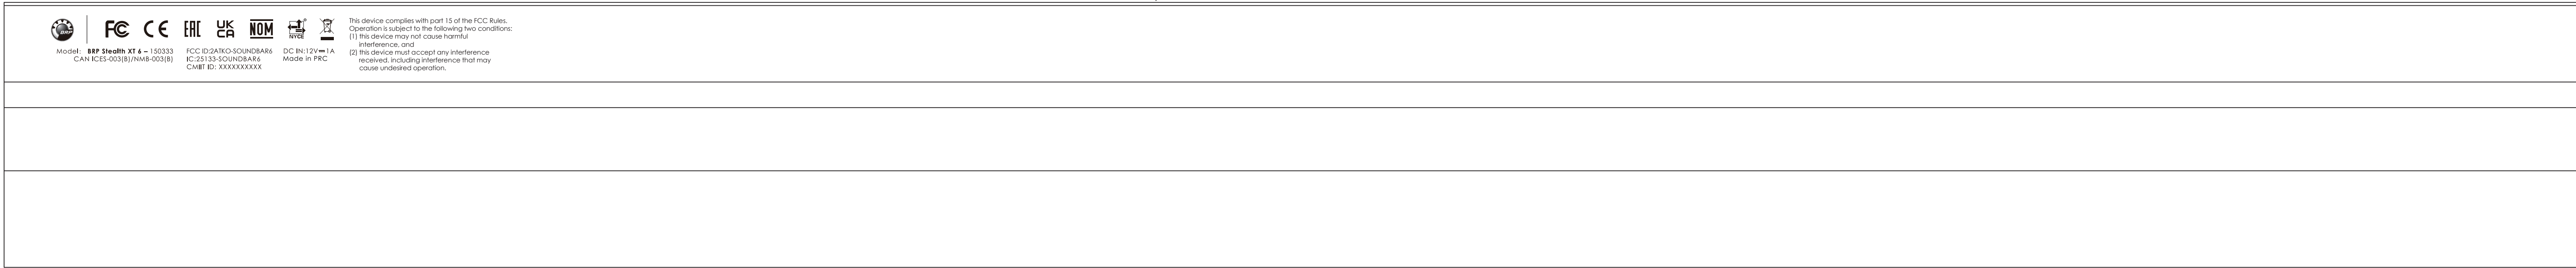 BRP
FC CE EAC UK CA NOM NYCE
Model: BRP Stealth XT 6 – 150333
CAN ICES-003(B)/NMB-003(B)
FCC ID:2ATKO-SOUNDBAR6
IC:25133-SOUNDBAR6
CMIIT ID: XXXXXXXXXX
DC IN:12V⎓1A
Made in PRC
This device complies with part 15 of the FCC Rules.
Operation is subject to the following two conditions:
(1) this device may not cause harmful
interference, and
(2) this device must accept any interference
received, including interference that may
cause undesired operation.